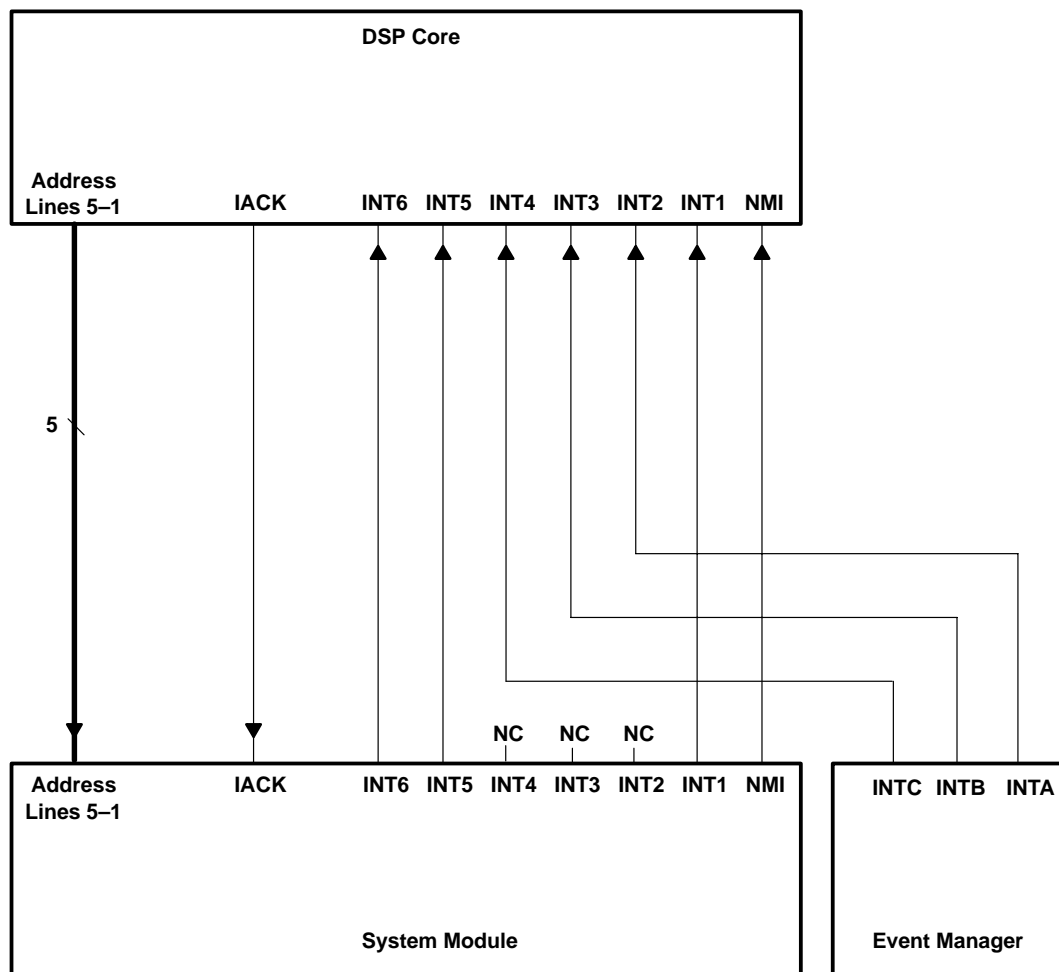 DSP Core
Address
Lines 5–1 IACK INT6 INT5 INT4 INT3 INT2 INT1 NMI
5
NC NC NC
Address IACK INT6 INT5 INT4 INT3 INT2 INT1 NMI INTC INTB INTA
Lines 5–1
System Module Event Manager